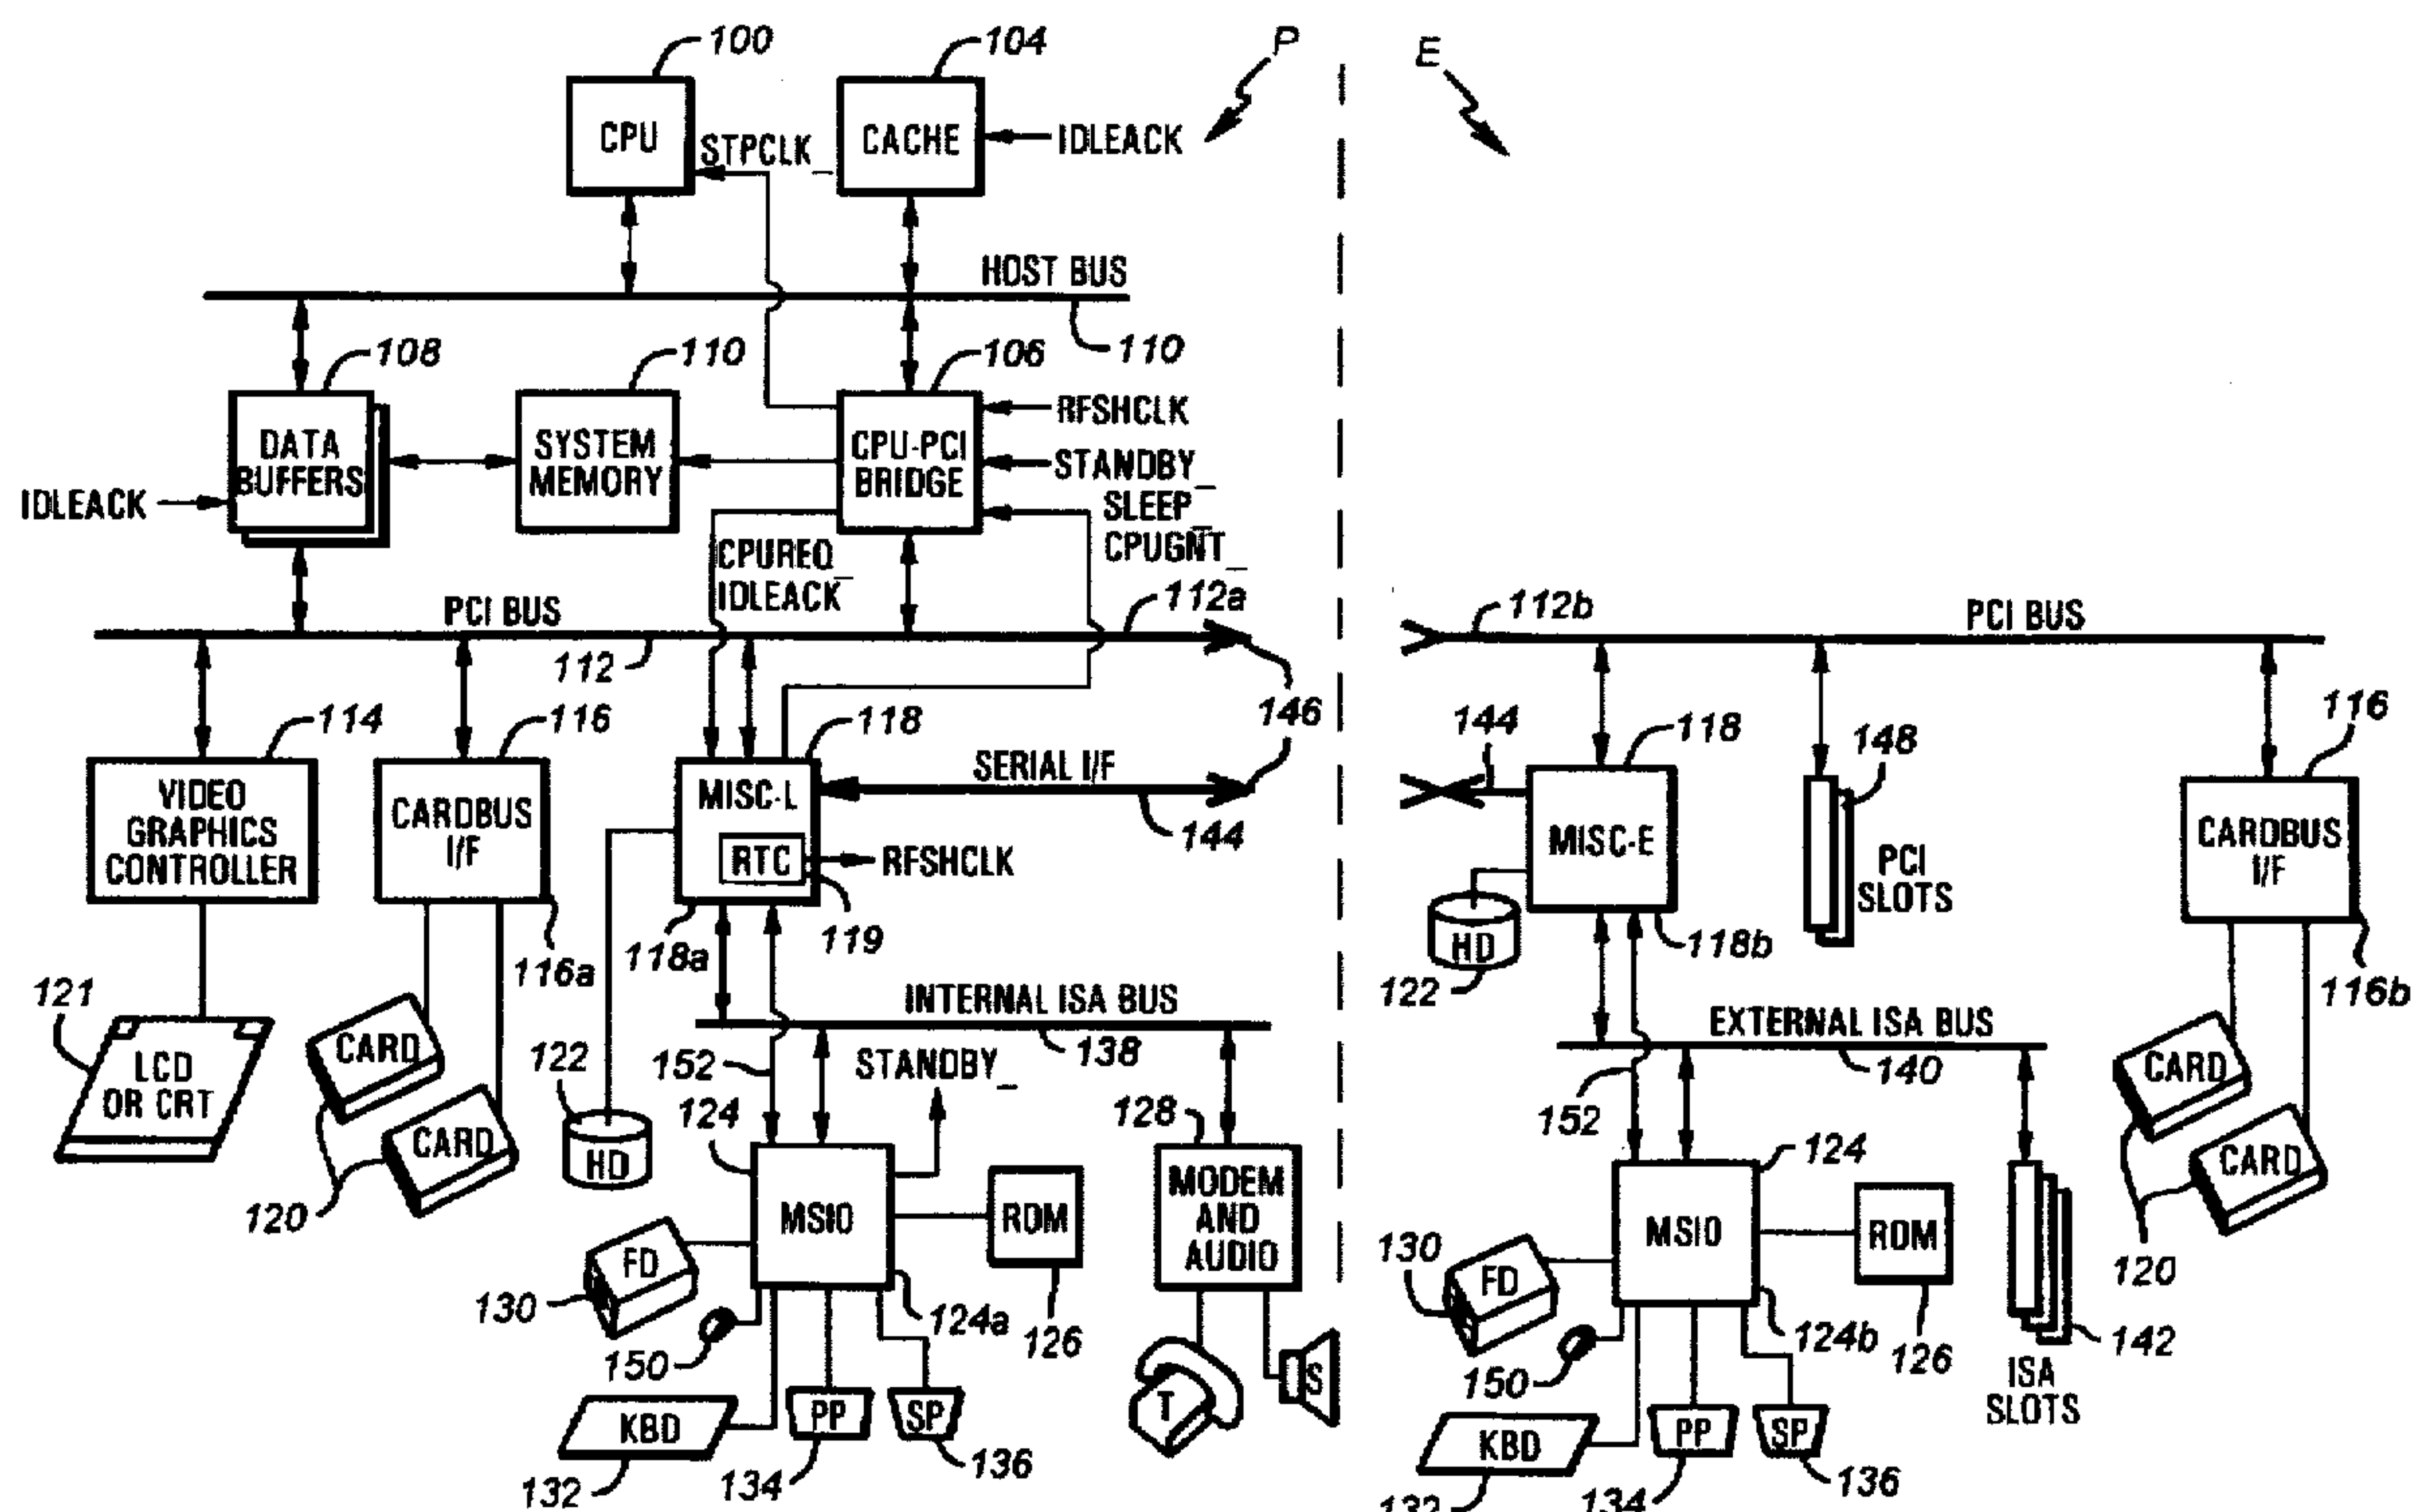 100
104
P
E
CPU
STPCLK_
CACHE
IDLEACK
HOST BUS
108
110
106
110
DATA
BUFFERS
SYSTEM
MEMORY
CPU-PCI
BRIDGE
RFSHCLK
STANDBY_
SLEEP_
CPUGNT_
IDLEACK
CPUREQ_
IDLEACK
PCI BUS
112
112a
112b
PCI BUS
114
116
118
146
144
118
148
116
VIDEO
GRAPHICS
CONTROLLER
CARDBUS
I/F
MISC-L
RTC
RFSHCLK
SERIAL I/F
144
MISC-E
PCI
SLOTS
CARDBUS
I/F
116a
118a
119
HD
122
118b
116b
121
LCD
OR CRT
CARD
CARD
120
INTERNAL ISA BUS
138
122
HD
152
STANDBY_
124
128
EXTERNAL ISA BUS
140
152
CARD
CARD
120
MSIO
ROM
MODEM
AND
AUDIO
124
MSIO
ROM
FD
130
124a
126
150
130
FD
124b
126
142
ISA
SLOTS
150
KBD
PP
SP
T
S
KBD
PP
SP
132
134
136
132
134
136